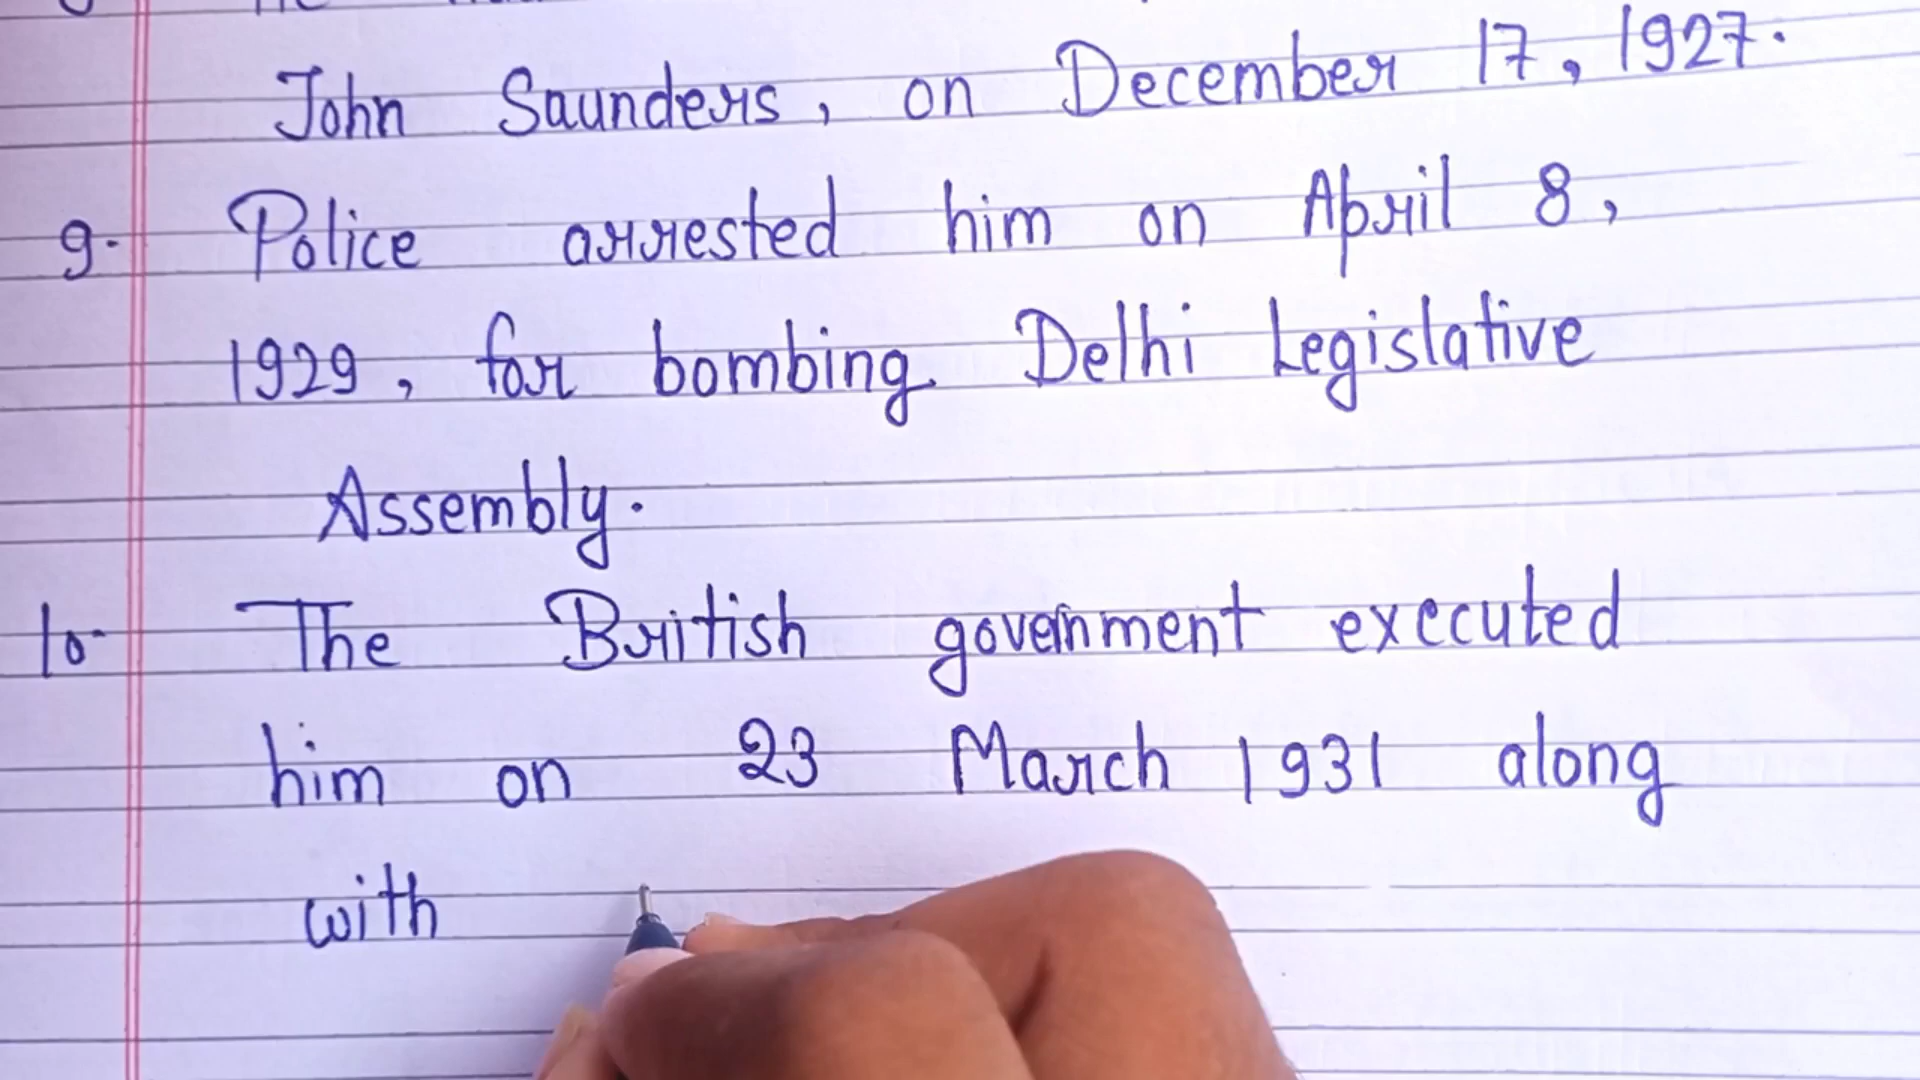 John Saunders, on December 17, 1927.
9. Police arrested him on April 8,
1929, for bombing Delhi Legislative
Assembly.
10. The British government executed
him on 23 March 1931 along
with